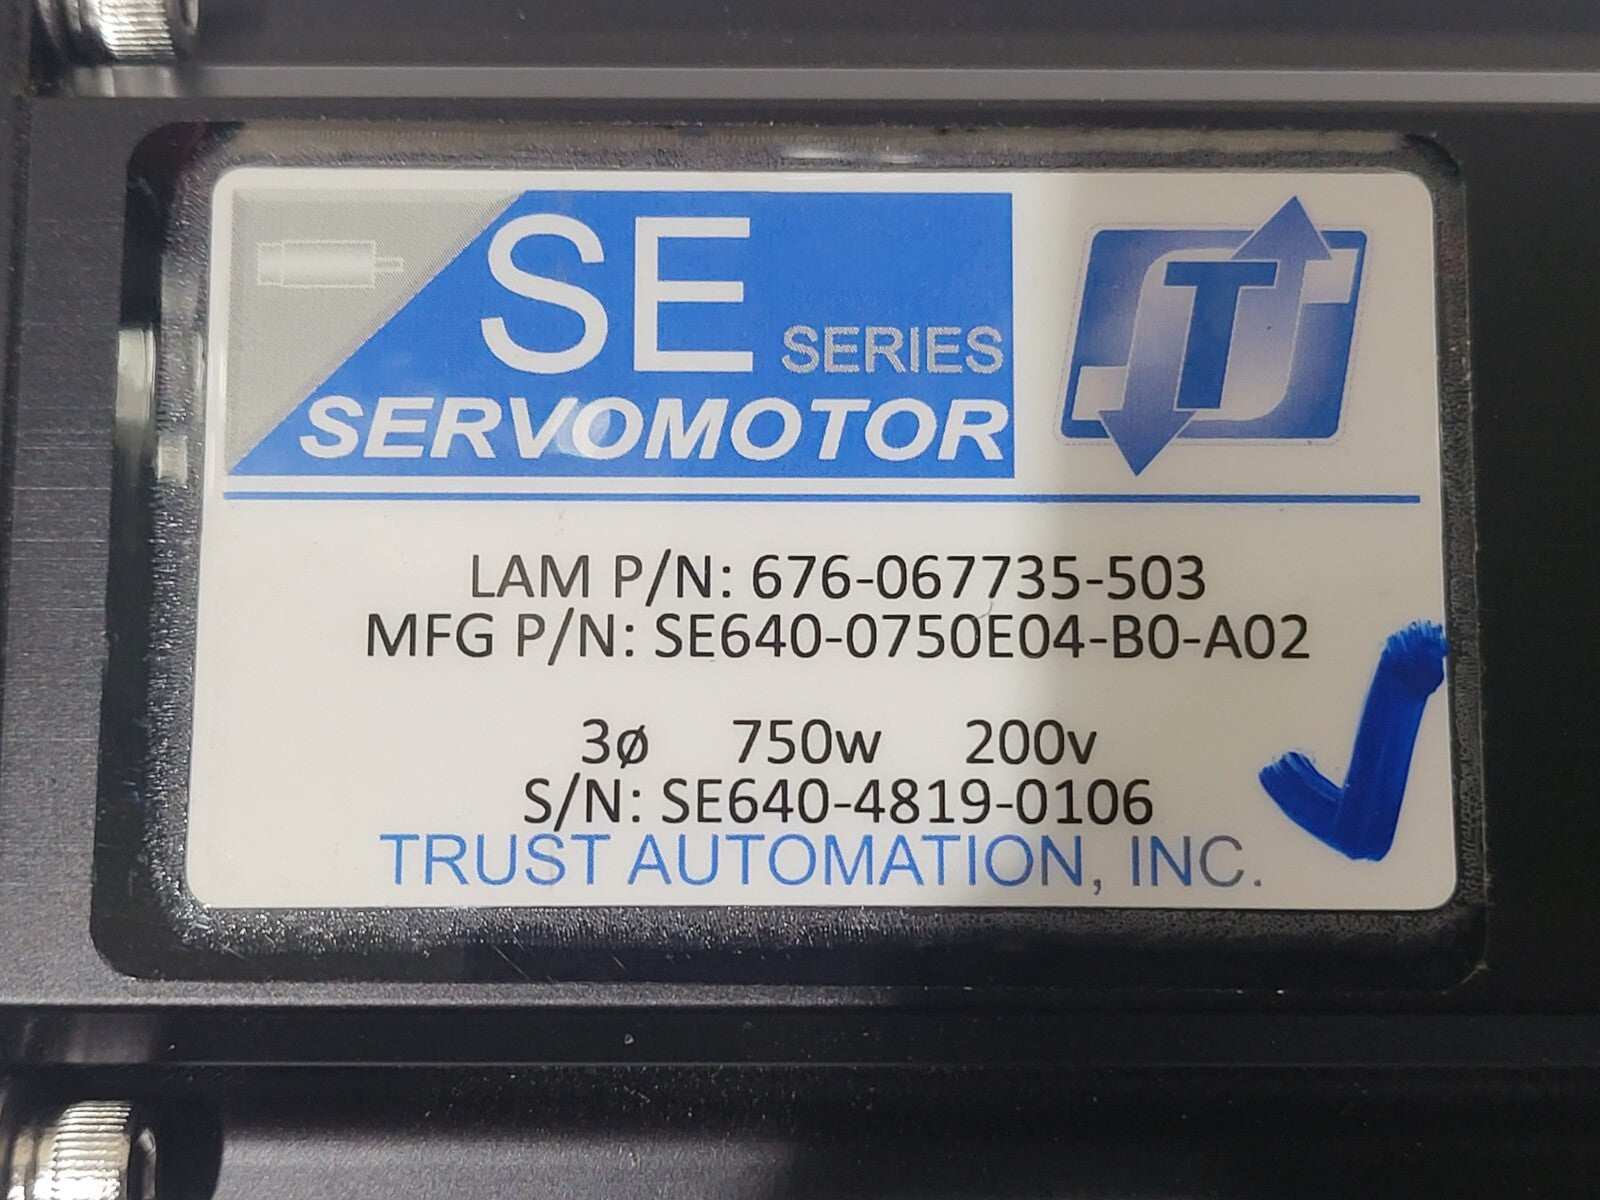 SE SERIES
SERVOMOTOR
T
LAM P/N: 676-067735-503
MFG P/N: SE640-0750E04-B0-A02
3ø 750w 200v
S/N: SE640-4819-0106
TRUST AUTOMATION, INC.